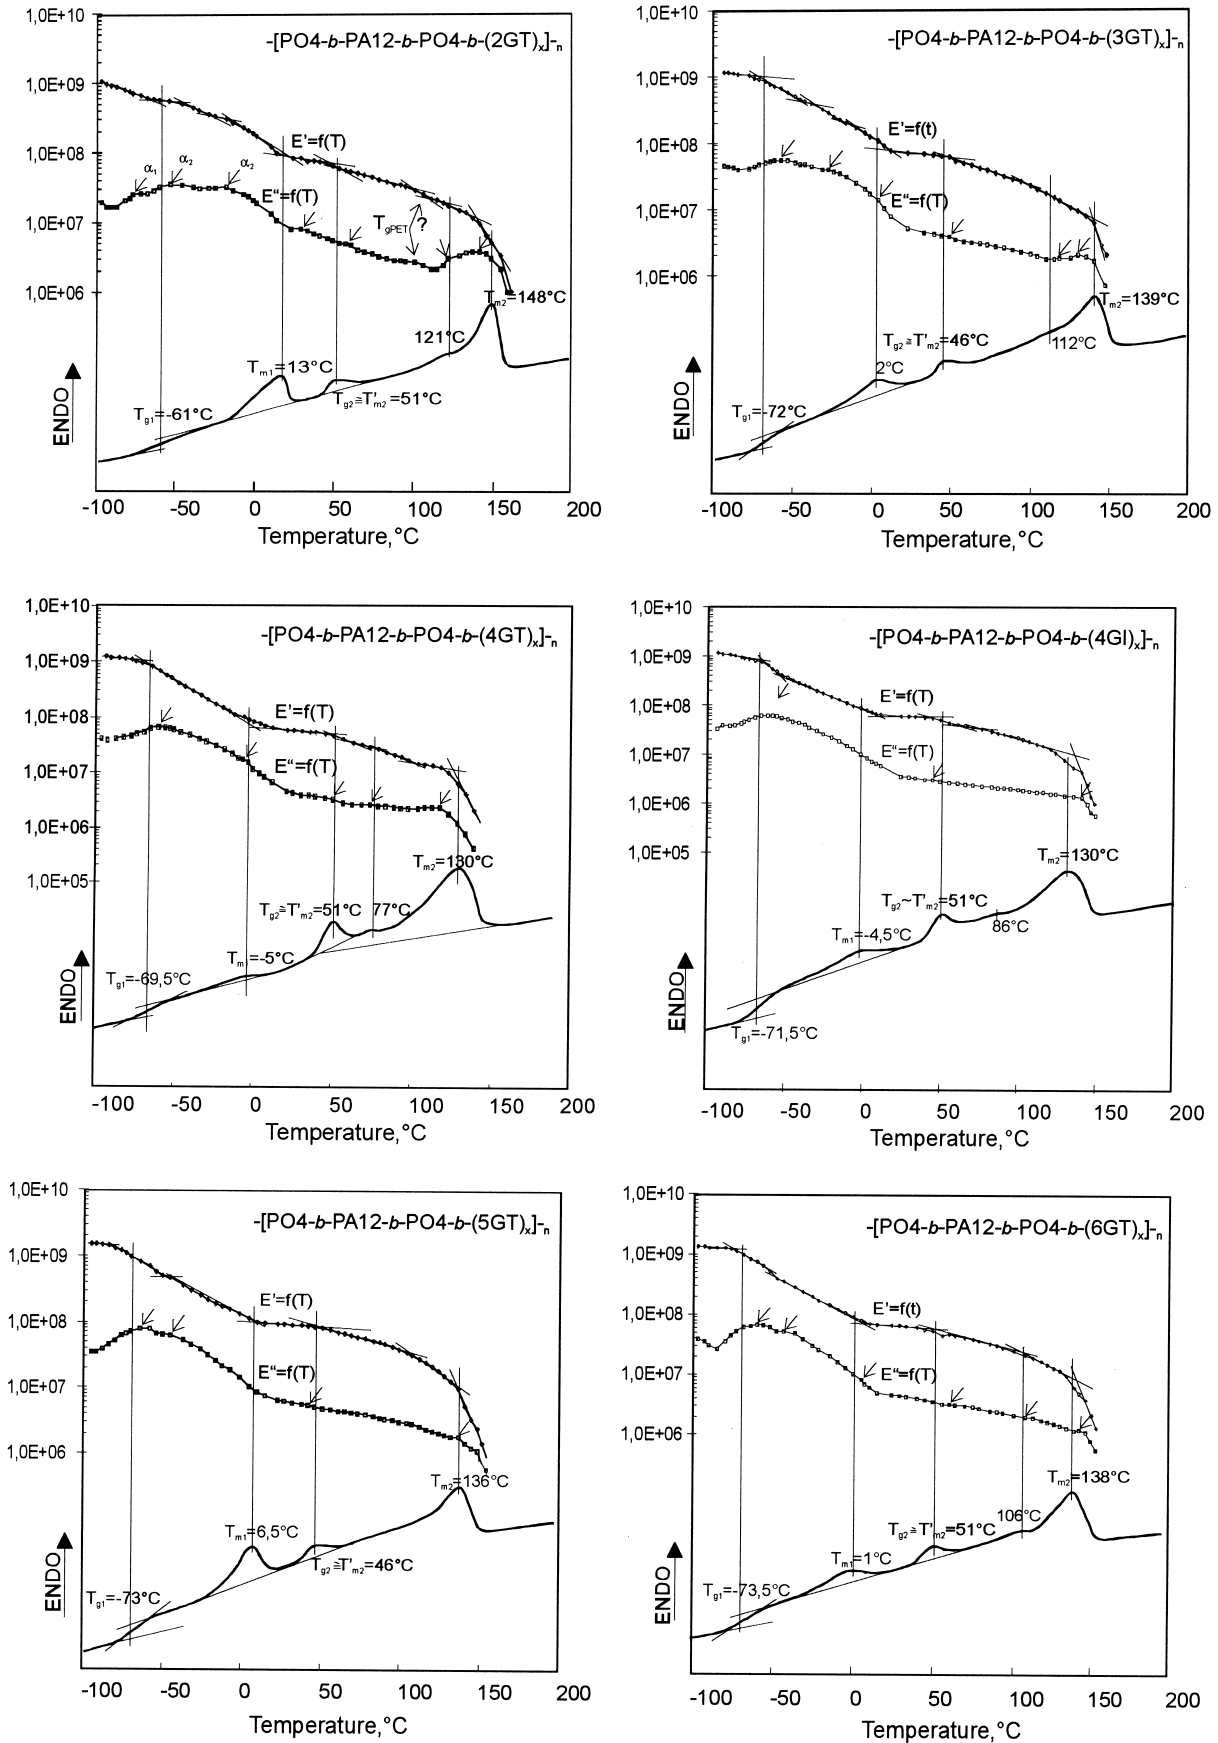 -[PO4-b-PA12-b-PO4-b-(2GT)x]-n
1,0E+10
1,0E+09
1,0E+08
1,0E+07
1,0E+06
E'=f(T)
α1
α2
α2
E“=f(T)
TgPET
?
Tm2=148°C
121°C
Tm1=13°C
Tg2≅T'm2=51°C
Tg1=-61°C
ENDO
-100 -50 0 50 100 150 200
Temperature,°C
-[PO4-b-PA12-b-PO4-b-(3GT)x]-n
1,0E+10
1,0E+09
1,0E+08
1,0E+07
1,0E+06
E'=f(t)
E“=f(T)
Tm2=139°C
Tg2≅T'm2=46°C
112°C
2°C
Tg1=-72°C
ENDO
-100 -50 0 50 100 150 200
Temperature,°C
-[PO4-b-PA12-b-PO4-b-(4GT)x]-n
1,0E+10
1,0E+09
1,0E+08
1,0E+07
1,0E+06
1,0E+05
E'=f(T)
E“=f(T)
Tm2=130°C
Tg2≅T'm2=51°C
77°C
Tm=-5°C
Tg1=-69,5°C
ENDO
-100 -50 0 50 100 150 200
Temperature,°C
-[PO4-b-PA12-b-PO4-b-(4GI)x]-n
1,0E+10
1,0E+09
1,0E+08
1,0E+07
1,0E+06
1,0E+05
E'=f(T)
E“=f(T)
Tm2=130°C
Tg2~T'm2=51°C
86°C
Tm1=-4,5°C
Tg1=-71,5°C
ENDO
-100 -50 0 50 100 150 200
Temperature,°C
-[PO4-b-PA12-b-PO4-b-(5GT)x]-n
1,0E+10
1,0E+09
1,0E+08
1,0E+07
1,0E+06
E'=f(T)
E“=f(T)
Tm2=136°C
Tm1=6,5°C
Tg2≅T'm2=46°C
Tg1=-73°C
ENDO
-100 -50 0 50 100 150 200
Temperature,°C
-[PO4-b-PA12-b-PO4-b-(6GT)x]-n
1,0E+10
1,0E+09
1,0E+08
1,0E+07
1,0E+06
E'=f(t)
E“=f(T)
Tm2=138°C
106°C
Tg2≅T'm2=51°C
Tm1=1°C
Tg1=-73,5°C
ENDO
-100 -50 0 50 100 150 200
Temperature,°C